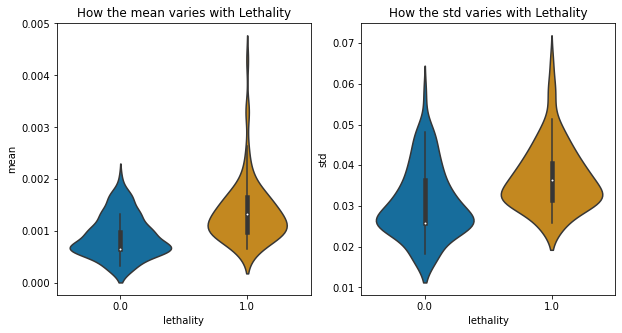 How the mean varies with Lethality
mean
0.005
0.004
0.003
0.002
0.001
0.000
0.0 1.0
lethality
How the std varies with Lethality
std
0.07
0.06
0.05
0.04
0.03
0.02
0.01
0.0 1.0
lethality